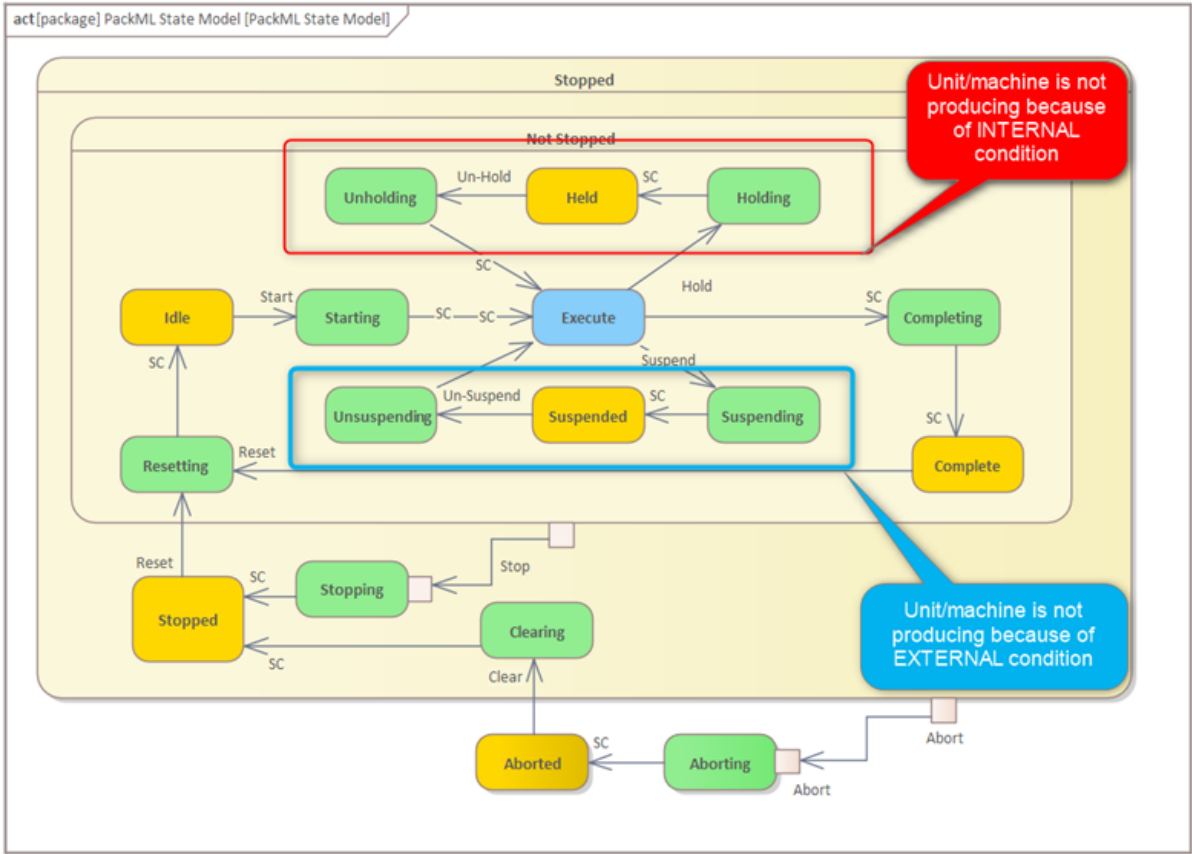 act [package] PackML State Model [PackML State Model]
Stopped
Unit/machine is not
producing because
of INTERNAL
condition
Not Stopped
Unholding
Un-Hold
Held
SC
Holding
SC
Hold
Idle
Start
Starting
SC
SC
Execute
SC
Completing
SC
Suspend
Unsuspending
Un-Suspend
Suspended
SC
Suspending
SC
Resetting
Reset
Complete
Reset
SC
Stopping
Stop
Stopped
Clearing
SC
Clear
Unit/machine is not
producing because of
EXTERNAL condition
Aborted
SC
Aborting
Abort
Abort